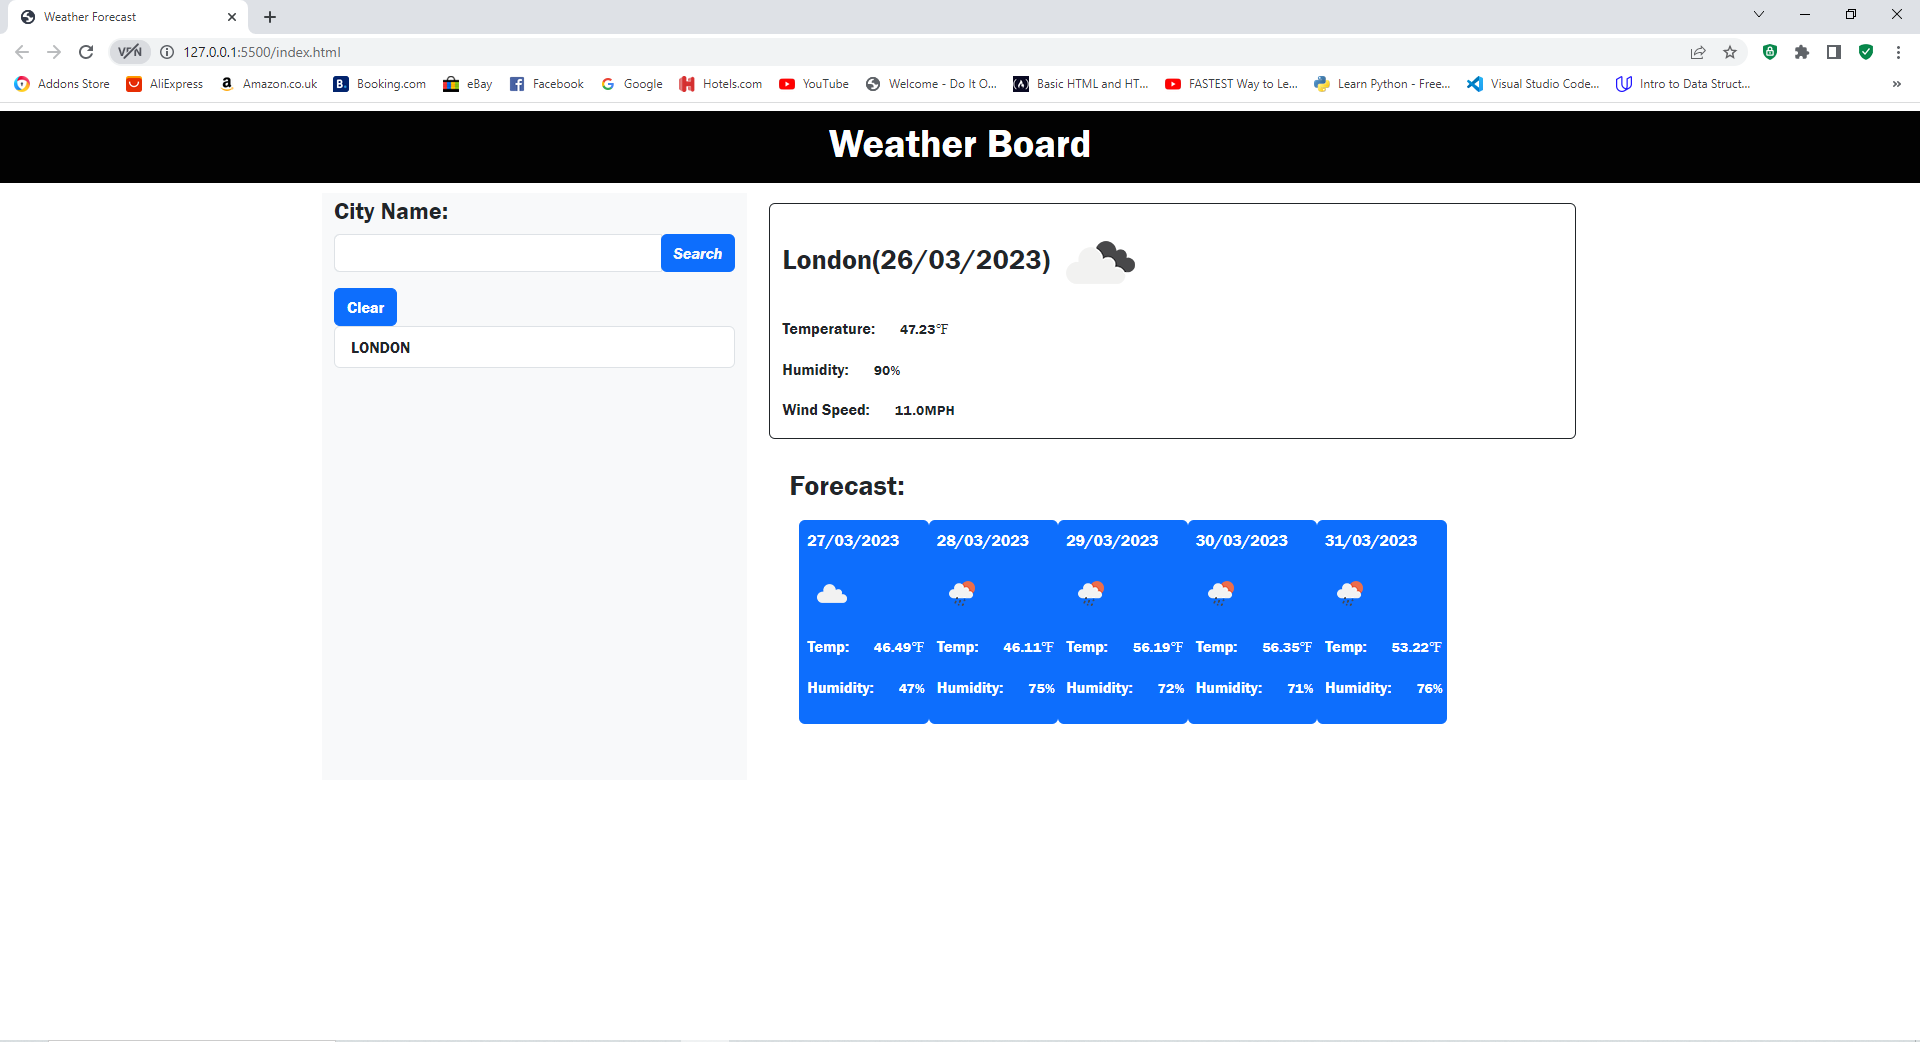 Weather Forecast
VPN 127.0.0.1:5500/index.html
Addons Store AliExpress Amazon.co.uk Booking.com eBay Facebook Google Hotels.com YouTube Welcome - Do It O... Basic HTML and HT... FASTEST Way to Le... Learn Python - Free... Visual Studio Code... Intro to Data Struct... »
Weather Board
City Name:
Search
Clear
LONDON
London(26/03/2023)
Temperature: 47.23℉
Humidity: 90%
Wind Speed: 11.0MPH
Forecast:
27/03/2023 28/03/2023 29/03/2023 30/03/2023 31/03/2023
Temp: 46.49℉ Temp: 46.11℉ Temp: 56.19℉ Temp: 56.35℉ Temp: 53.22℉
Humidity: 47% Humidity: 75% Humidity: 72% Humidity: 71% Humidity: 76%